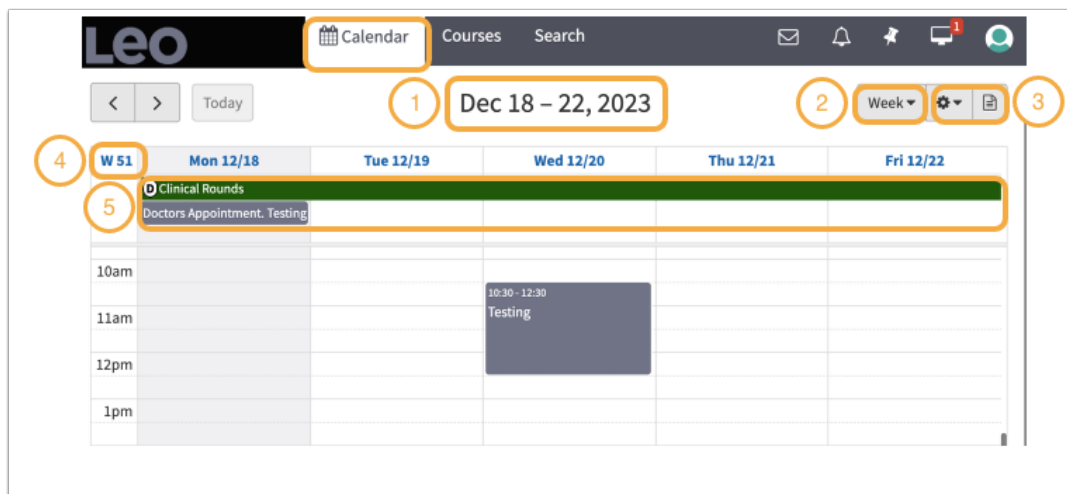 Leo Calendar Courses Search 1
Today 1 Dec 18 – 22, 2023 2 Week 3
4 W 51 Mon 12/18 Tue 12/19 Wed 12/20 Thu 12/21 Fri 12/22
D Clinical Rounds
5 Doctors Appointment. Testing
10am
10:30 - 12:30
11am Testing
12pm
1pm